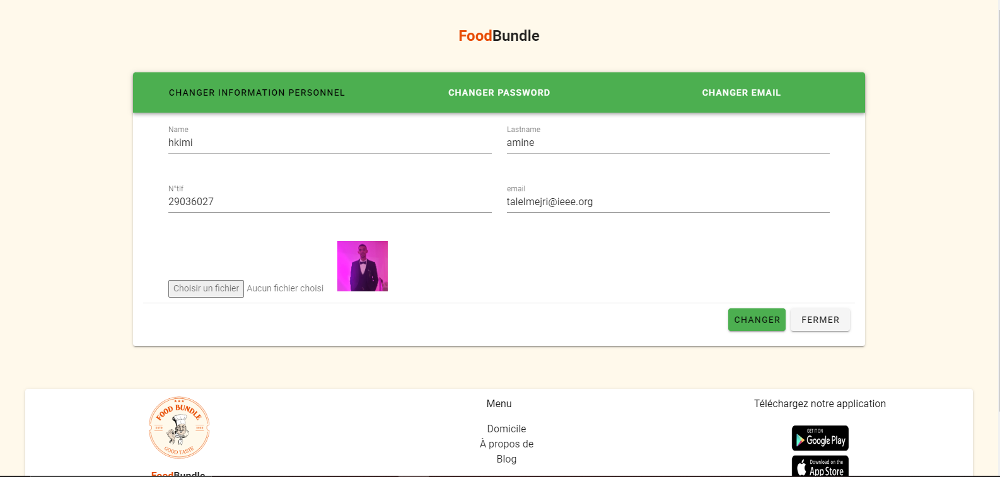 FoodBundle
CHANGER INFORMATION PERSONNEL
CHANGER PASSWORD
CHANGER EMAIL
Name
hkimi
Lastname
amine
N°tlf
29036027
email
talelmejri@ieee.org
Choisir un fichier
Aucun fichier choisi
CHANGER
FERMER
FOOD BUNDLE
GOOD TASTE
FoodBundle
Menu
Domicile
À propos de
Blog
Téléchargez notre application
GET IT ON
Google Play
Download on the
App Store